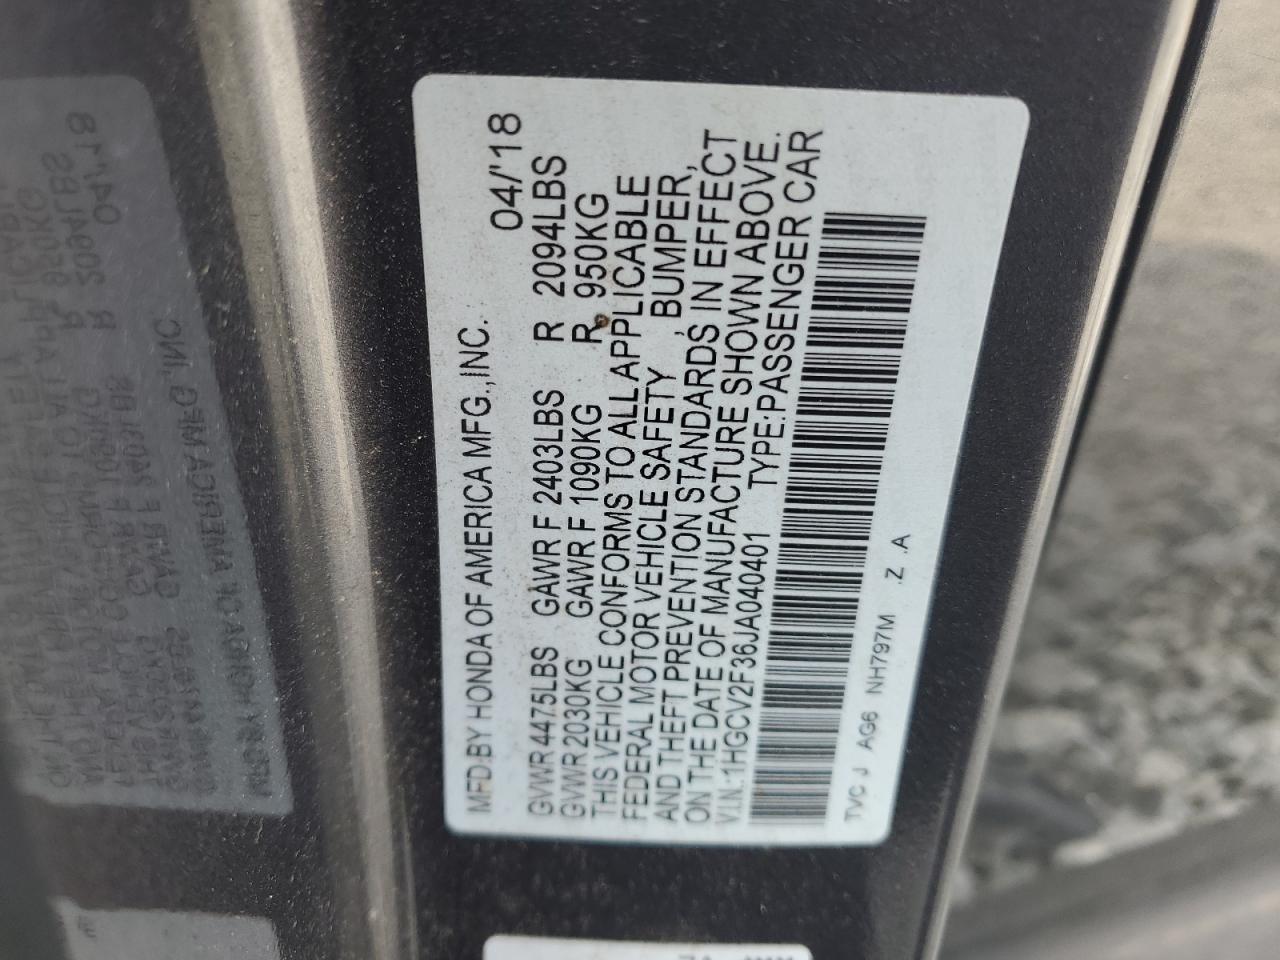 MFD.BY HONDA OF AMERICA MFG.,INC. 04/'18
GVWR 4475LBS GAWR F 2403LBS R 2094LBS
GVWR 2030KG GAWR F 1090KG R 950KG
THIS VEHICLE CONFORMS TO ALL APPLICABLE
FEDERAL MOTOR VEHICLE SAFETY , BUMPER,
AND THEFT PREVENTION STANDARDS IN EFFECT
ON THE DATE OF MANUFACTURE SHOWN ABOVE.
V.I.N.:1HGCV2F36JA040401 TYPE:PASSENGER CAR
TVC J AG6 NH797M .Z .A